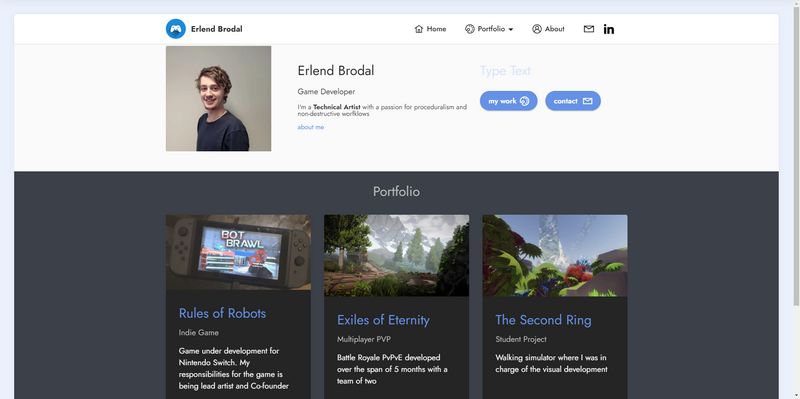 Erlend Brodal
Home
Portfolio
About
in
Erlend Brodal
Game Developer
I'm a Technical Artist with a passion for proceduralism and
non-destructive worfklows
about me
Type Text
my work
contact
Portfolio
BOT
BRAWL
Rules of Robots
Indie Game
Game under development for
Nintendo Switch. My
responsibilities for the game is
being lead artist and Co-founder
Exiles of Eternity
Multiplayer PVP
Battle Royale PvPvE developed
over the span of 5 months with a
team of two
The Second Ring
Student Project
Walking simulator where I was in
charge of the visual development